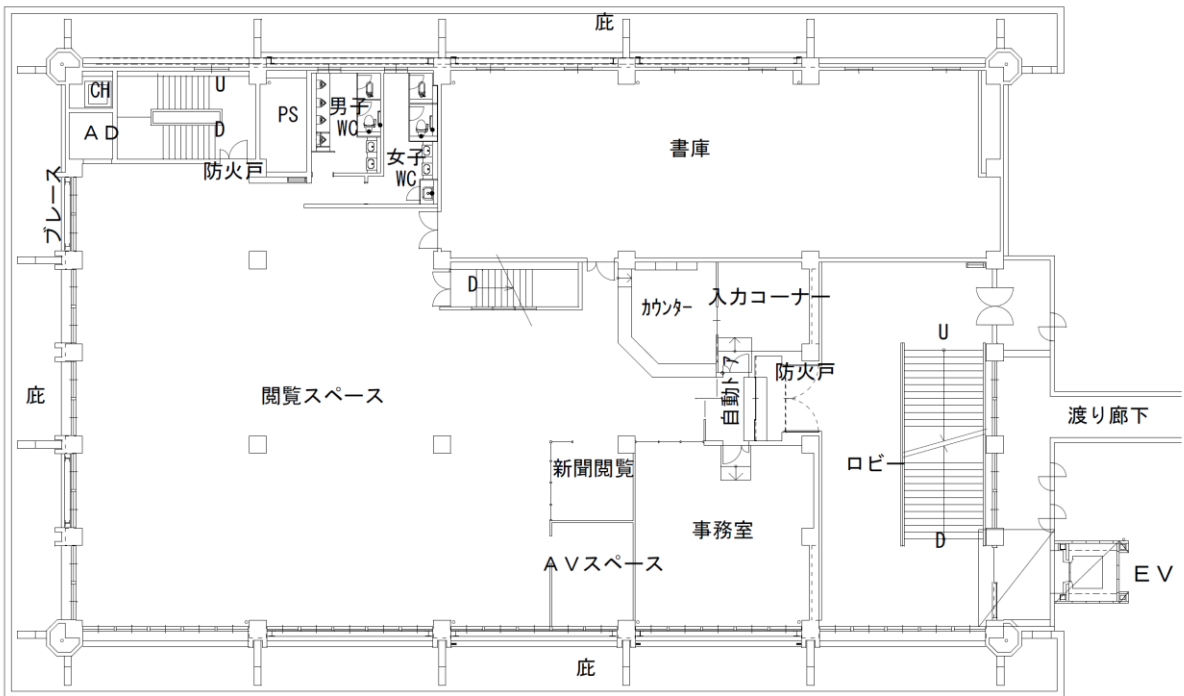 庇
CH
U
AD
D
PS
男子
WC
女子
WC
防火戸
書庫
ブレース
D
カウンター
入力コーナー
U
防火戸
自動ドア
庇
閲覧スペース
渡り廊下
ロビー
新聞閲覧
事務室
D
AVスペース
EV
庇